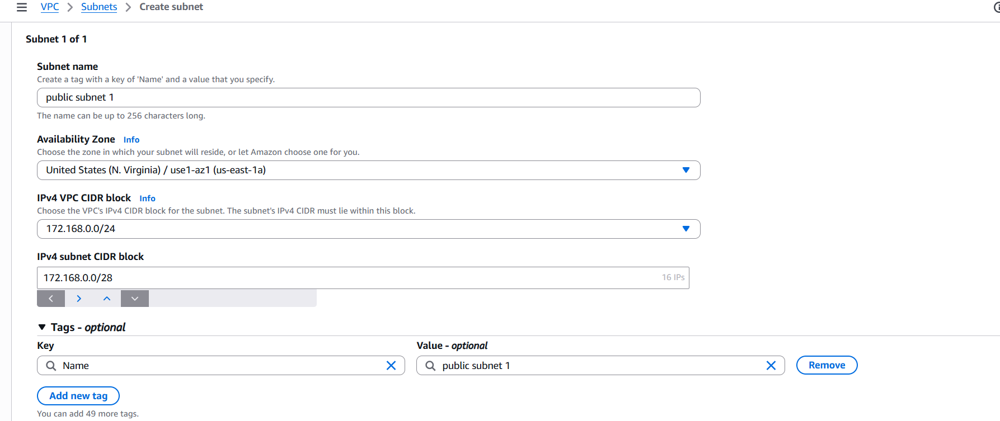 VPC > Subnets > Create subnet
Subnet 1 of 1
Subnet name
Create a tag with a key of 'Name' and a value that you specify.
public subnet 1
The name can be up to 256 characters long.
Availability Zone Info
Choose the zone in which your subnet will reside, or let Amazon choose one for you.
United States (N. Virginia) / use1-az1 (us-east-1a)
IPv4 VPC CIDR block Info
Choose the VPC's IPv4 CIDR block for the subnet. The subnet's IPv4 CIDR must lie within this block.
172.168.0.0/24
IPv4 subnet CIDR block
172.168.0.0/28 16 IPs
Tags - optional
Key Value - optional
Name public subnet 1 Remove
Add new tag
You can add 49 more tags.